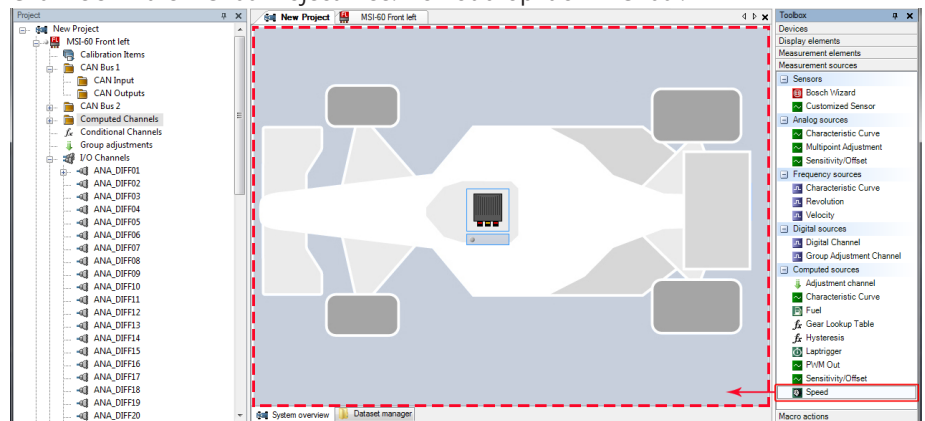 Project
New Project
MSI-60 Front left
Calibration Items
CAN Bus 1
CAN Input
CAN Outputs
CAN Bus 2
Computed Channels
fx Conditional Channels
Group adjustments
I/O Channels
ANA_DIFF01
ANA_DIFF02
ANA_DIFF03
ANA_DIFF04
ANA_DIFF05
ANA_DIFF06
ANA_DIFF07
ANA_DIFF08
ANA_DIFF09
ANA_DIFF10
ANA_DIFF11
ANA_DIFF12
ANA_DIFF13
ANA_DIFF14
ANA_DIFF15
ANA_DIFF16
ANA_DIFF17
ANA_DIFF18
ANA_DIFF19
ANA_DIFF20
New Project MSI-60 Front left
System overview Dataset manager
Toolbox
Devices
Display elements
Measurement elements
Measurement sources
Sensors
Bosch Wizard
Customized Sensor
Analog sources
Characteristic Curve
Multipoint Adjustment
Sensitivity/Offset
Frequency sources
Characteristic Curve
Revolution
Velocity
Digital sources
Digital Channel
Group Adjustment Channel
Computed sources
Adjustment channel
Characteristic Curve
Fuel
fx Gear Lookup Table
fx Hysteresis
Laptrigger
PWM Out
Sensitivity/Offset
Speed
Macro actions